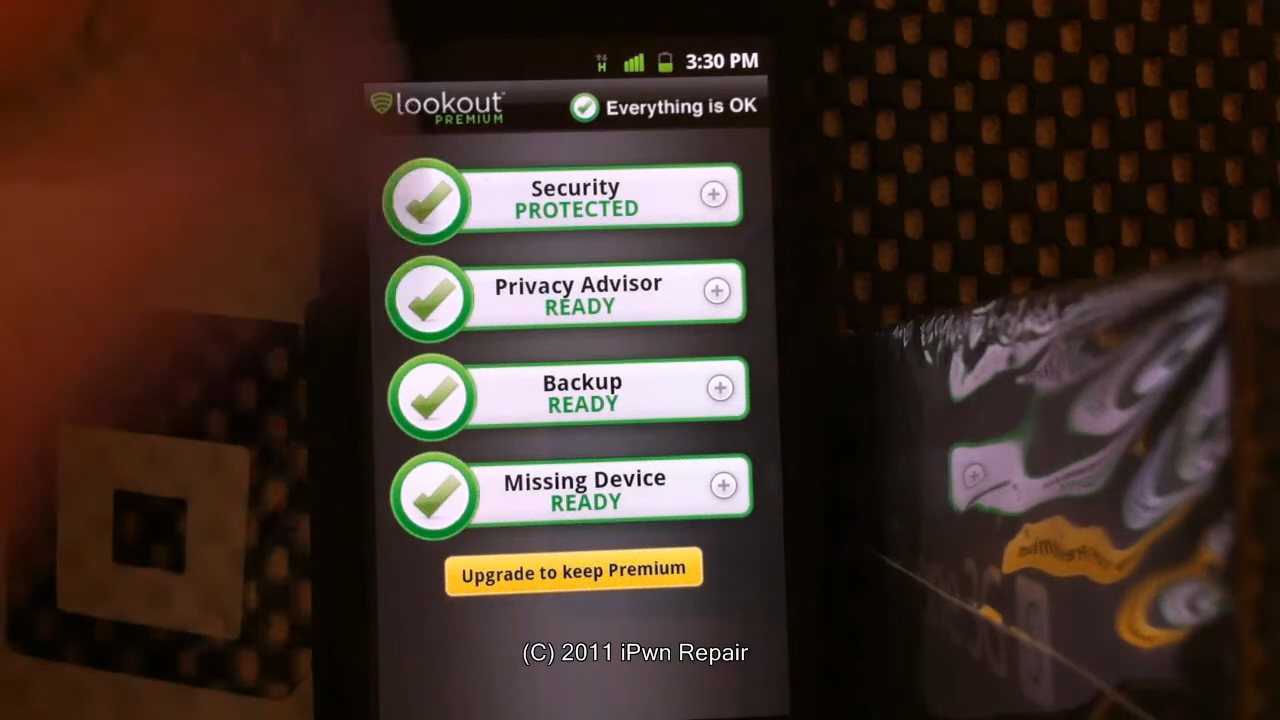 H 3:30 PM
lookout™ Everything is OK
PREMIUM
Security
PROTECTED
Privacy Advisor
READY
Backup
READY
Missing Device
READY
Upgrade to keep Premium
(C) 2011 iPwn Repair